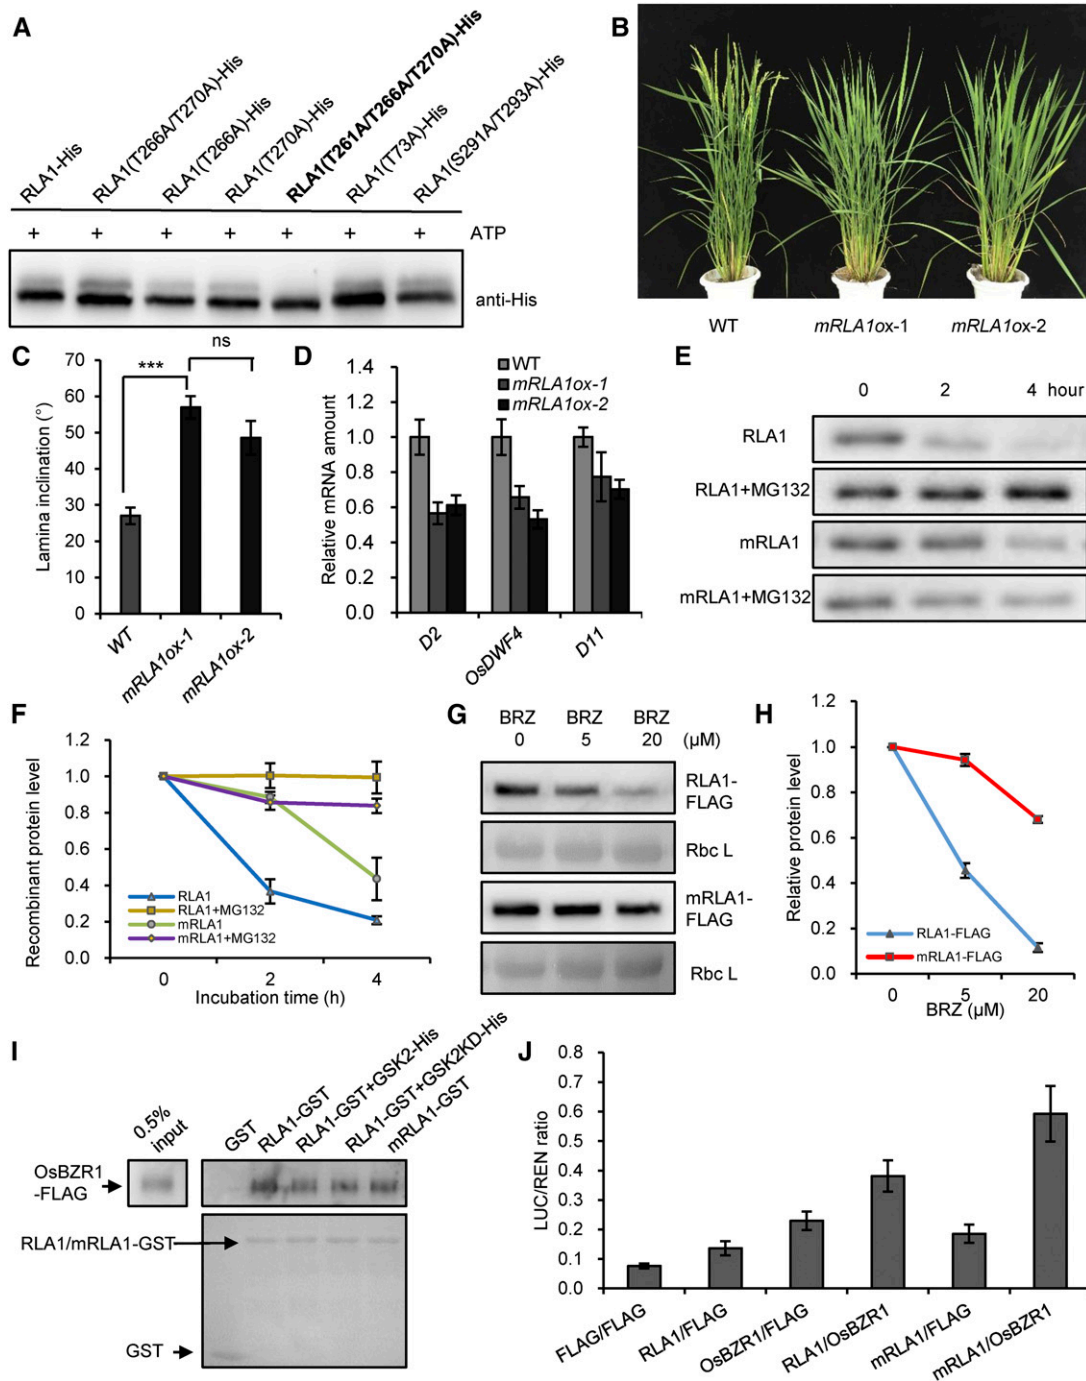 A
RLA1-His
RLA1(T266A/T270A)-His
RLA1(T266A)-His
RLA1(T270A)-His
RLA1(T261A/T266A/T270A)-His
RLA1(T73A)-His
RLA1(S291A/T293A)-His
+ + + + + + + ATP
anti-His
B
WT mRLA1ox-1 mRLA1ox-2
C
Lamina inclination (°)
70
60
50
40
30
20
10
0
***
ns
WT
mRLA1ox-1
mRLA1ox-2
D
Relative mRNA amount
1.4
1.2
1.0
0.8
0.6
0.4
0.2
0.0
WT
mRLA1ox-1
mRLA1ox-2
D2
OsDWF4
D11
E
0 2 4 hour
RLA1
RLA1+MG132
mRLA1
mRLA1+MG132
F
Recombinant protein level
1.2
1.0
0.8
0.6
0.4
0.2
0.0
RLA1
RLA1+MG132
mRLA1
mRLA1+MG132
0 2 4
Incubation time (h)
G
BRZ BRZ BRZ
0 5 20 (μM)
RLA1-
FLAG
Rbc L
mRLA1-
FLAG
Rbc L
H
Relative protein level
1.2
1.0
0.8
0.6
0.4
0.2
0.0
RLA1-FLAG
mRLA1-FLAG
0 5 20
BRZ (μM)
I
0.5%
input
GST
RLA1-GST
RLA1-GST+GSK2-His
RLA1-GST+GSK2KD-His
mRLA1-GST
OsBZR1
-FLAG
RLA1/mRLA1-GST
GST
J
LUC/REN ratio
0.8
0.7
0.6
0.5
0.4
0.3
0.2
0.1
0.0
FLAG/FLAG
RLA1/FLAG
OsBZR1/FLAG
RLA1/OsBZR1
mRLA1/FLAG
mRLA1/OsBZR1